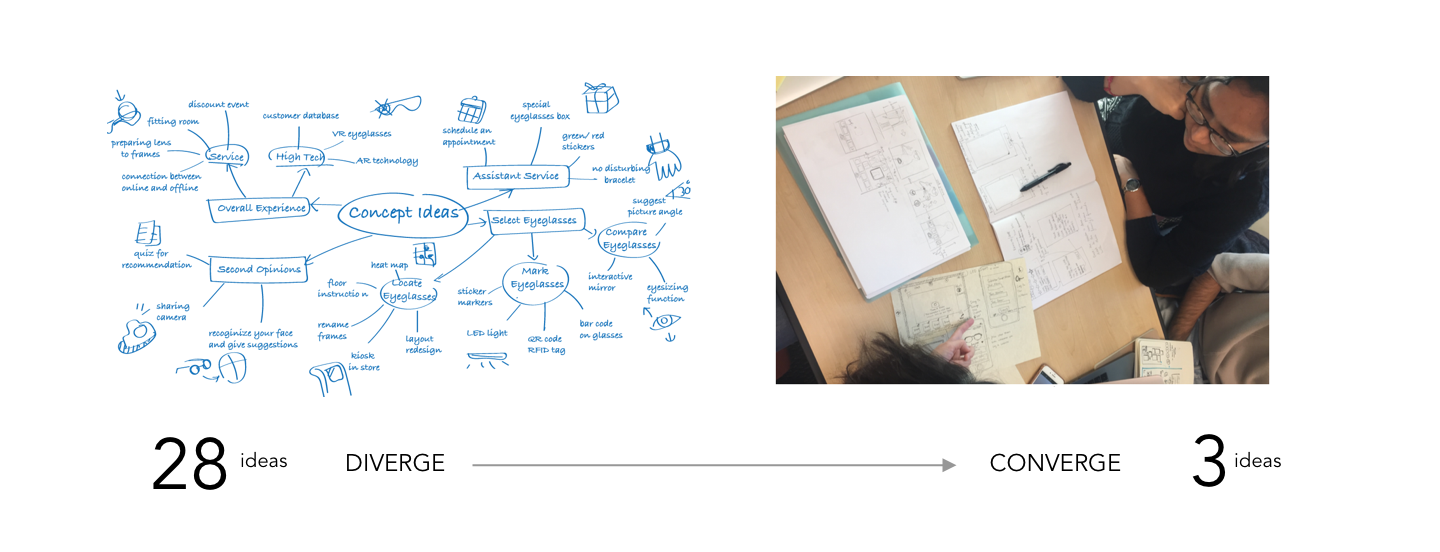 discount event
fitting room
preparing lens
to frames
connection between
online and offline
Service
customer database
VR eyeglasses
High Tech
AR technology
Overall Experience
Concept Ideas
schedule an
appointment
special
eyeglasses box
green/ red
stickers
Assistant Service
no disturbing
bracelet
suggest
picture angle
Select Eyeglasses
Compare
Eyeglasses
interactive
mirror
eyesizing
function
quiz for
recommendation
Second Opinions
sharing
camera
recoginize your face
and give suggestions
heat map
Locate
Eyeglasses
floor
instruction
rename
frames
kiosk
in store
layout
redesign
Mark
Eyeglasses
sticker
markers
LED light
QR code
RFID tag
bar code
on glasses
28 ideas DIVERGE CONVERGE 3 ideas